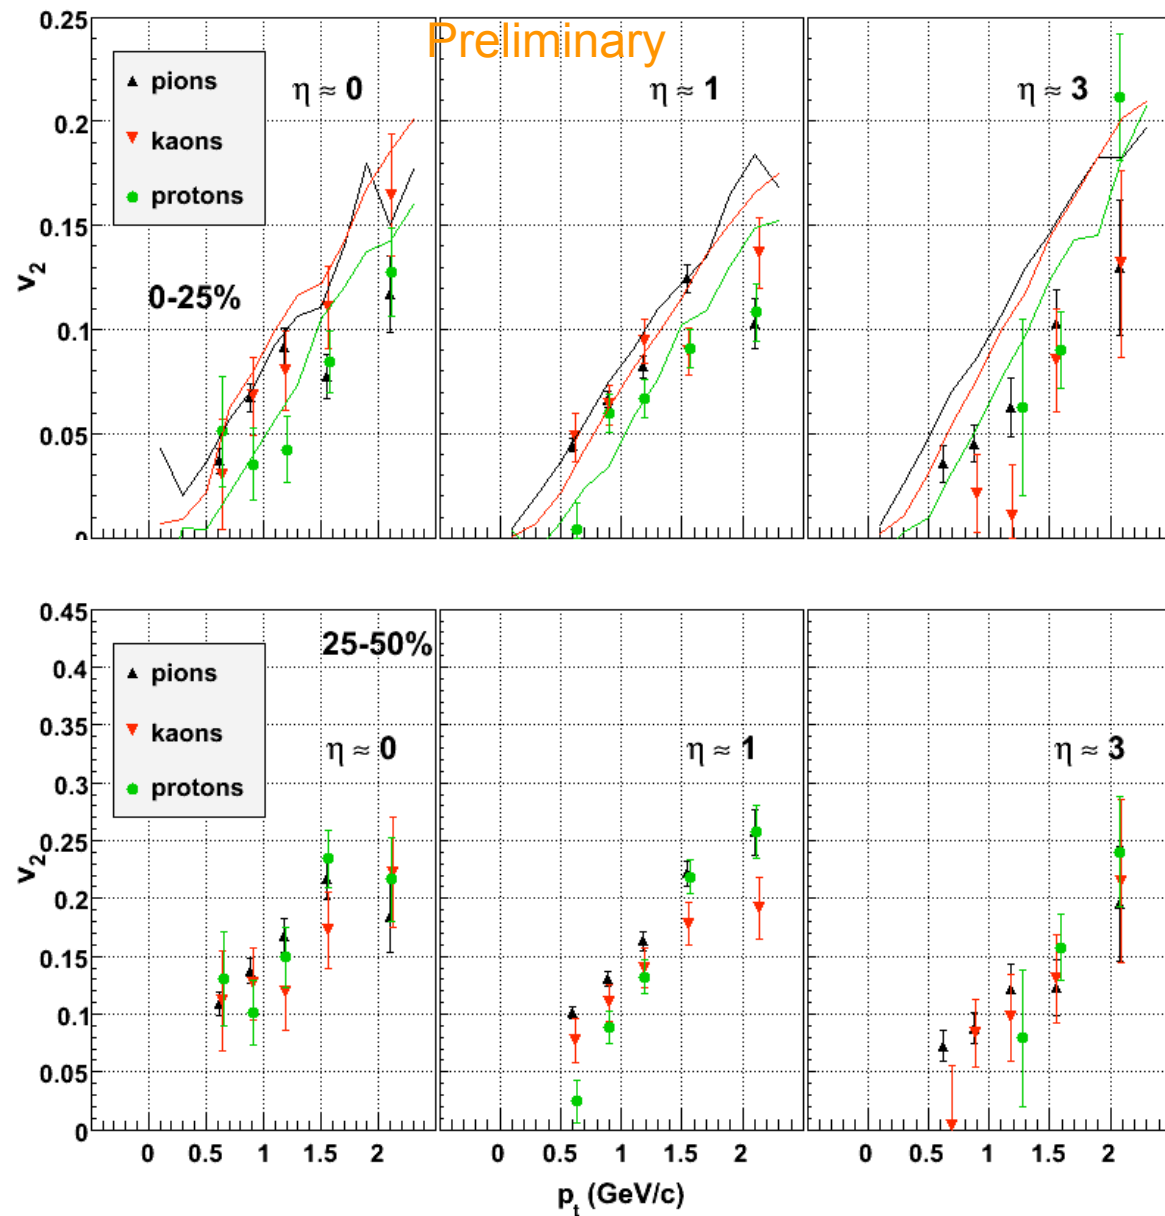 Preliminary
0.25
0.2
0.15
0.1
0.05
0
v2
pions
kaons
protons
η ≈ 0
η ≈ 1
η ≈ 3
0-25%
0.45
0.4
0.35
0.3
0.25
0.2
0.15
0.1
0.05
0
v2
pions
kaons
protons
25-50%
η ≈ 0
η ≈ 1
η ≈ 3
0 0.5 1 1.5 2
0 0.5 1 1.5 2
0 0.5 1 1.5 2
pt (GeV/c)